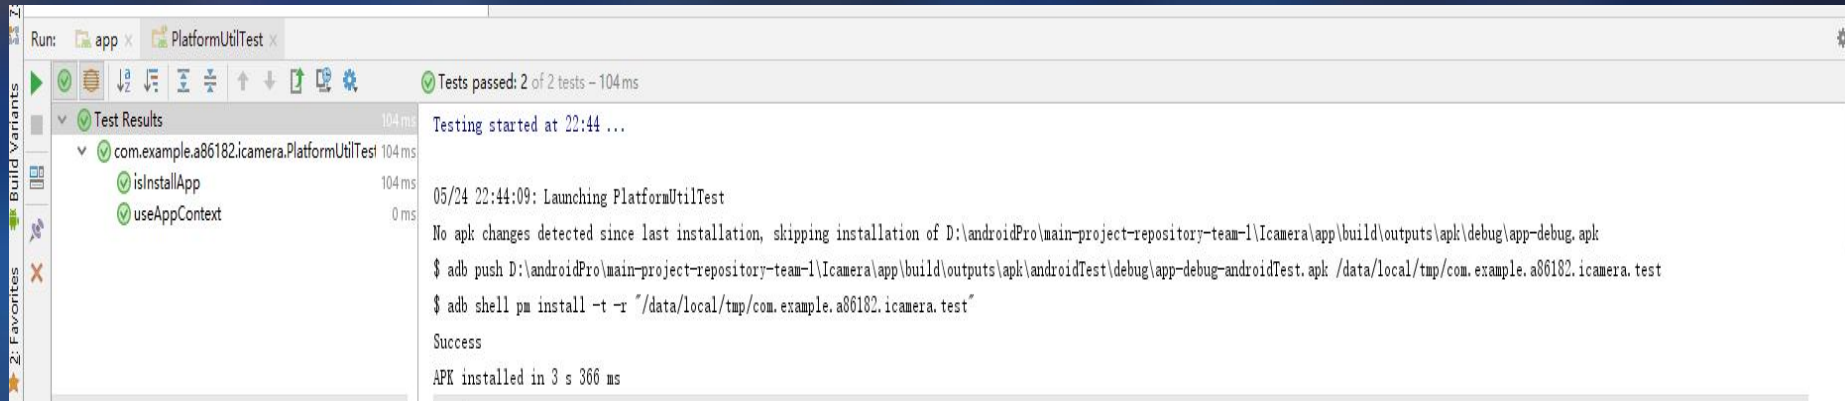 Run: app PlatformUtilTest
Tests passed: 2 of 2 tests – 104 ms
Build Variants
2: Favorites
Test Results 104 ms
com.example.a86182.icamera.PlatformUtilTest 104 ms
isInstallApp 104 ms
useAppContext 0 ms
Testing started at 22:44 ...
05/24 22:44:09: Launching PlatformUtilTest
No apk changes detected since last installation, skipping installation of D:\androidPro\main-project-repository-team-1\Icamera\app\build\outputs\apk\debug\app-debug.apk
$ adb push D:\androidPro\main-project-repository-team-1\Icamera\app\build\outputs\apk\androidTest\debug\app-debug-androidTest.apk /data/local/tmp/com.example.a86182.icamera.test
$ adb shell pm install -t -r "/data/local/tmp/com.example.a86182.icamera.test"
Success
APK installed in 3 s 366 ms